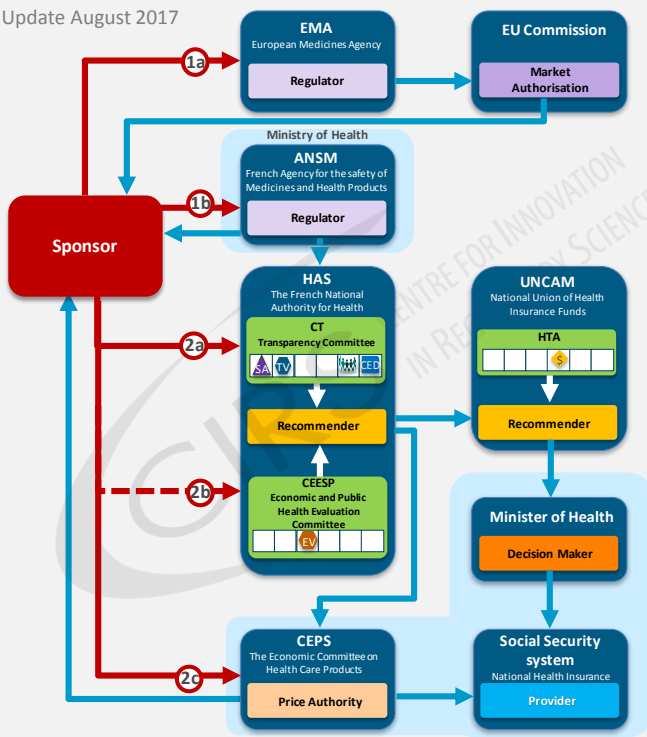 Update August 2017
EMA
European Medicines Agency
Regulator
EU Commission
Market
Authorisation
1a
Ministry of Health
ANSM
French Agency for the safety of
Medicines and Health Products
Regulator
1b
Sponsor
HAS
The French National
Authority for Health
CT
Transparency Committee
SA TV CED
2a
Recommender
CEESP
Economic and Public
Health Evaluation
Committee
EV
2b
UNCAM
National Union of Health
Insurance Funds
HTA
$
Recommender
Minister of Health
Decision Maker
CEPS
The Economic Committee on
Health Care Products
Price Authority
2c
Social Security
system
National Health Insurance
Provider
CIRS
CENTRE FOR INNOVATION
IN REGULATORY SCIENCE